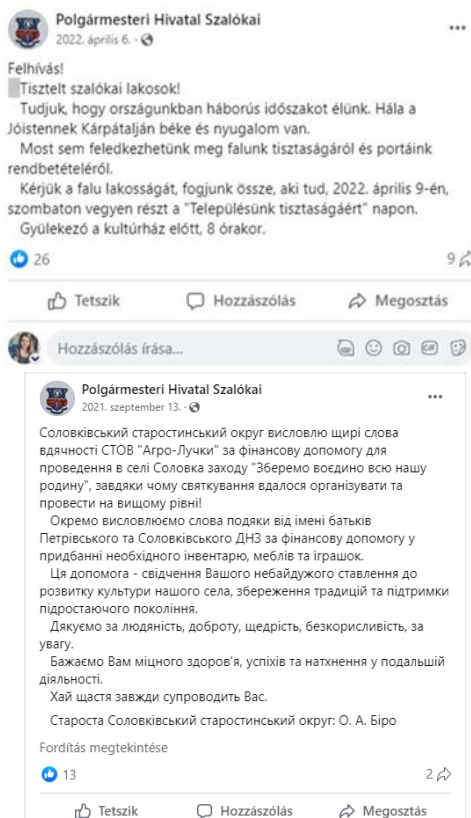 Polgármesteri Hivatal Szalókai
2022. április 6.
Felhívás!
Tisztelt szalókai lakosok!
Tudjuk, hogy országunkban háborús időszakot élünk. Hála a
Jóistennek Kárpátalján béke és nyugalom van.
Most sem feledkezhetünk meg falunk tisztaságáról és portáink
rendbetételéről.
Kérjük a falu lakosságát, fogjunk össze, aki tud, 2022. április 9-én,
szombaton vegyen részt a "Településünk tisztaságáért" napon.
Gyülekező a kultúrház előtt, 8 órakor.
26 9
Tetszik Hozzászólás Megosztás
Hozzászólás írása...
GIF
Polgármesteri Hivatal Szalókai
2021. szeptember 13.
Соловківський старостинський округ висловлю щирі слова
вдячності СТОВ "Агро-Лучки" за фінансову допомогу для
проведення в селі Соловка заходу "Зберемо воєдино всю нашу
родину", завдяки чому святкування вдалося організувати та
провести на вищому рівні!
Окремо висловлюємо слова подяки від імені батьків
Петрівського та Соловківського ДНЗ за фінансову допомогу у
придбанні необхідного інвентарю, меблів та іграшок.
Ця допомога - свідчення Вашого небайдужого ставлення до
розвитку культури нашого села, збереження традицій та підтримки
підростаючого покоління.
Дякуємо за людяність, доброту, щедрість, безкорисливість, за
увагу.
Бажаємо Вам міцного здоров'я, успіхів та натхнення у подальшій
діяльності.
Хай щастя завжди супроводить Вас.
Староста Соловківський старостинський округ: О. А. Біро
Fordítás megtekintése
13 2
Tetszik Hozzászólás Megosztás